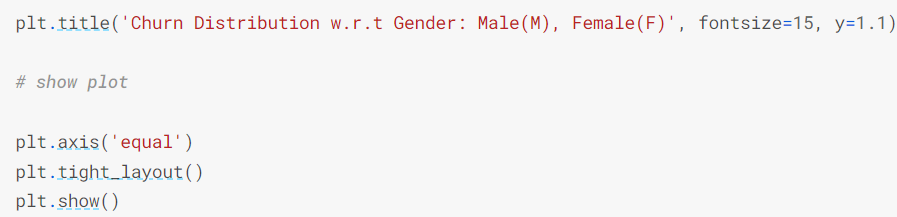 plt.title('Churn Distribution w.r.t Gender: Male(M), Female(F)', fontsize=15, y=1.1)
# show plot
plt.axis('equal')
plt.tight_layout()
plt.show()